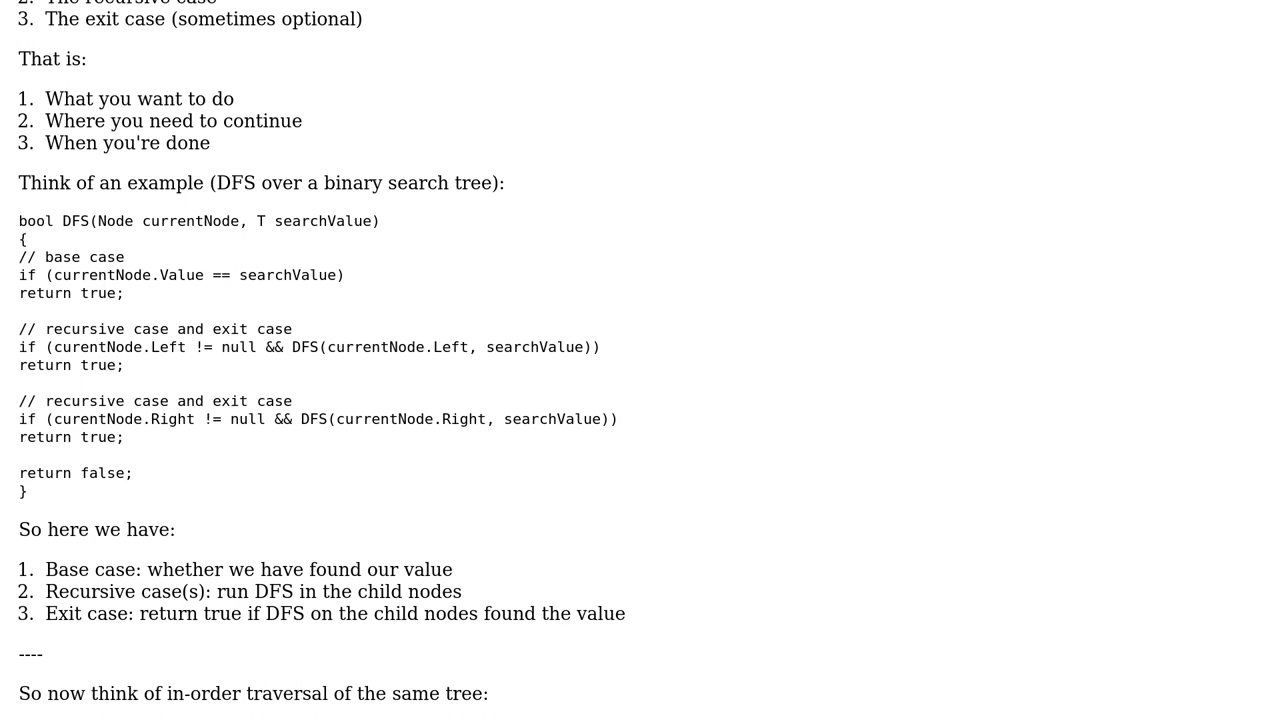 2. The recursive case
3. The exit case (sometimes optional)
That is:
1. What you want to do
2. Where you need to continue
3. When you're done
Think of an example (DFS over a binary search tree):
bool DFS(Node currentNode, T searchValue)
{
// base case
if (currentNode.Value == searchValue)
return true;
// recursive case and exit case
if (curentNode.Left != null && DFS(currentNode.Left, searchValue))
return true;
// recursive case and exit case
if (curentNode.Right != null && DFS(currentNode.Right, searchValue))
return true;
return false;
}
So here we have:
1. Base case: whether we have found our value
2. Recursive case(s): run DFS in the child nodes
3. Exit case: return true if DFS on the child nodes found the value
----
So now think of in-order traversal of the same tree: